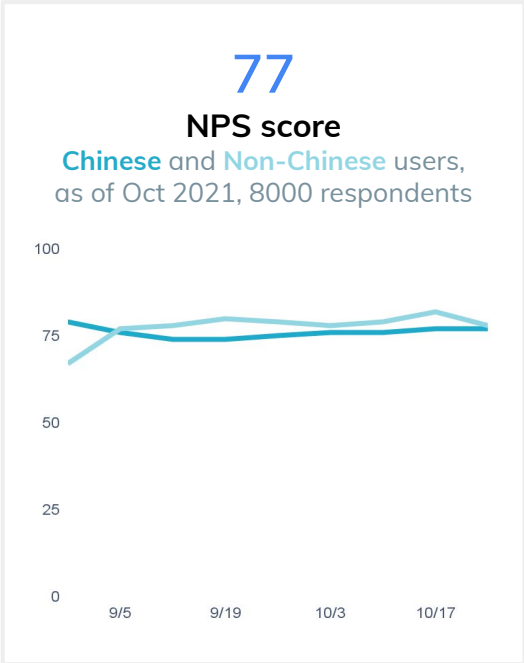 77
NPS score
Chinese and Non-Chinese users,
as of Oct 2021, 8000 respondents
100
75
50
25
0
9/5 9/19 10/3 10/17